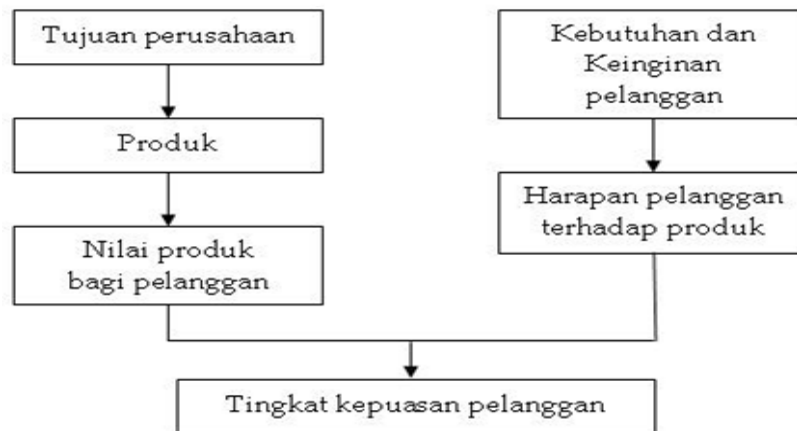 Tujuan perusahaan
Produk
Nilai produk
bagi pelanggan
Kebutuhan dan
Keinginan
pelanggan
Harapan pelanggan
terhadap produk
Tingkat kepuasan pelanggan